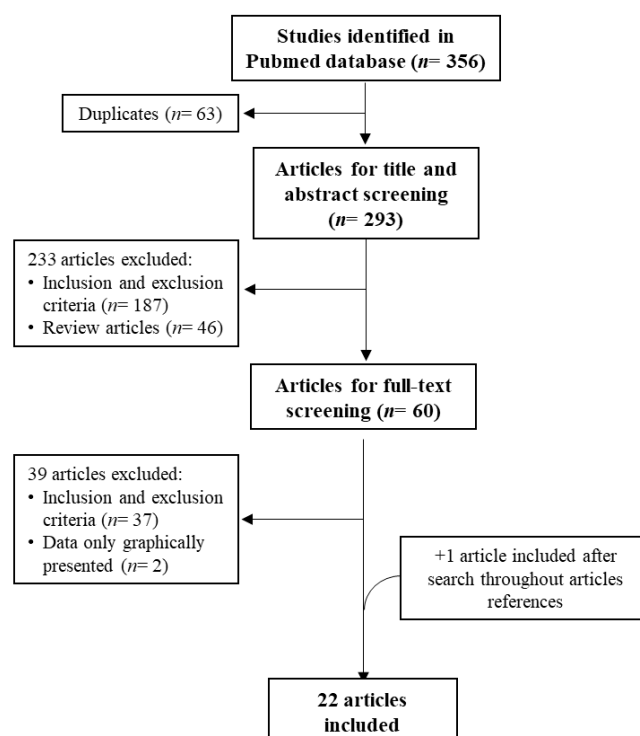 Studies identified in
Pubmed database (n= 356)
Duplicates (n= 63)
Articles for title and
abstract screening
(n= 293)
233 articles excluded:
• Inclusion and exclusion
criteria (n= 187)
• Review articles (n= 46)
Articles for full-text
screening (n= 60)
39 articles excluded:
• Inclusion and exclusion
criteria (n= 37)
• Data only graphically
presented (n= 2)
+1 article included after
search throughout articles
references
22 articles
included